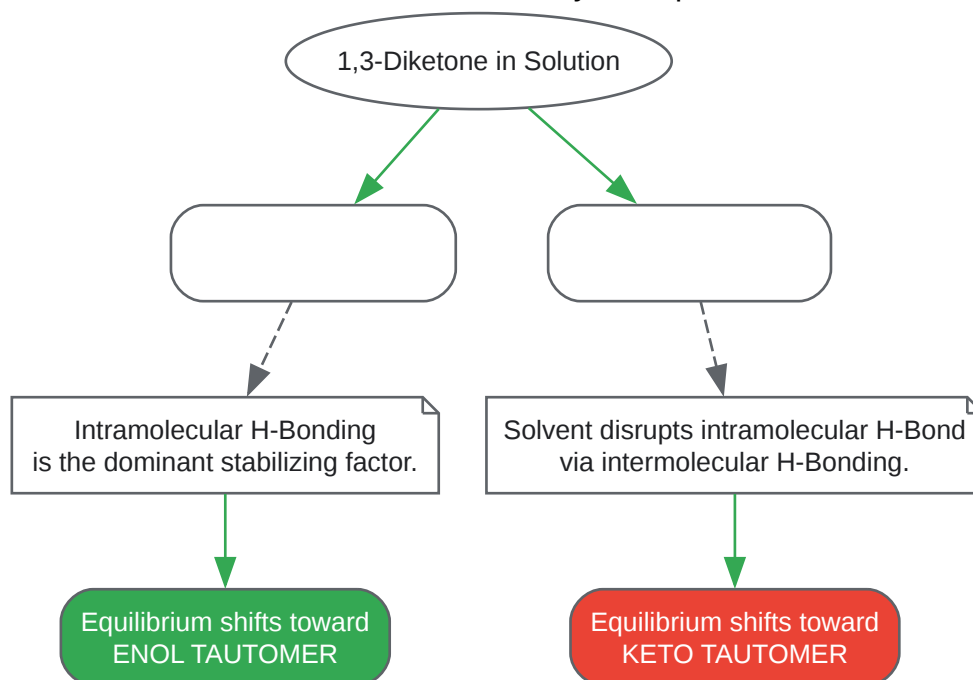 1,3-Diketone in Solution
Intramolecular H-Bonding
is the dominant stabilizing factor.
Solvent disrupts intramolecular H-Bond
via intermolecular H-Bonding.
Equilibrium shifts toward
ENOL TAUTOMER
Equilibrium shifts toward
KETO TAUTOMER